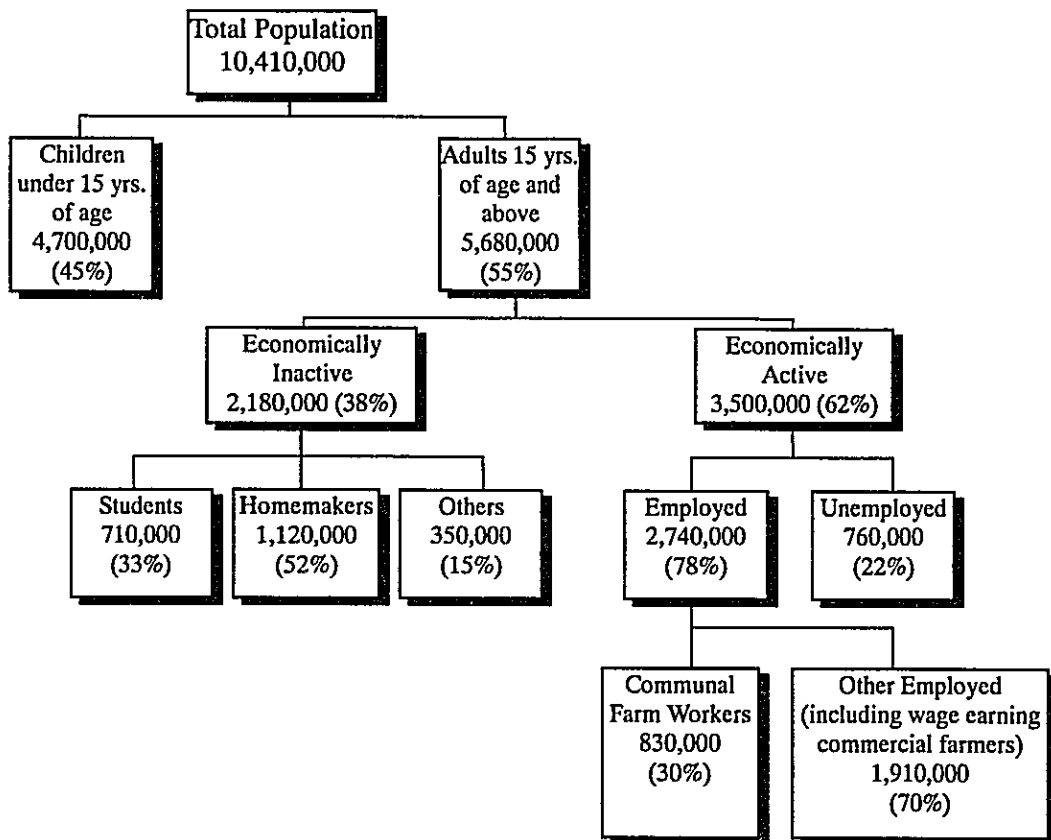 Total Population
10,410,000
Children
under 15 yrs.
of age
4,700,000
(45%)
Adults 15 yrs.
of age and
above
5,680,000
(55%)
Economically
Inactive
2,180,000 (38%)
Economically
Active
3,500,000 (62%)
Students
710,000
(33%)
Homemakers
1,120,000
(52%)
Others
350,000
(15%)
Employed
2,740,000
(78%)
Unemployed
760,000
(22%)
Communal
Farm Workers
830,000
(30%)
Other Employed
(including wage earning
commercial farmers)
1,910,000
(70%)